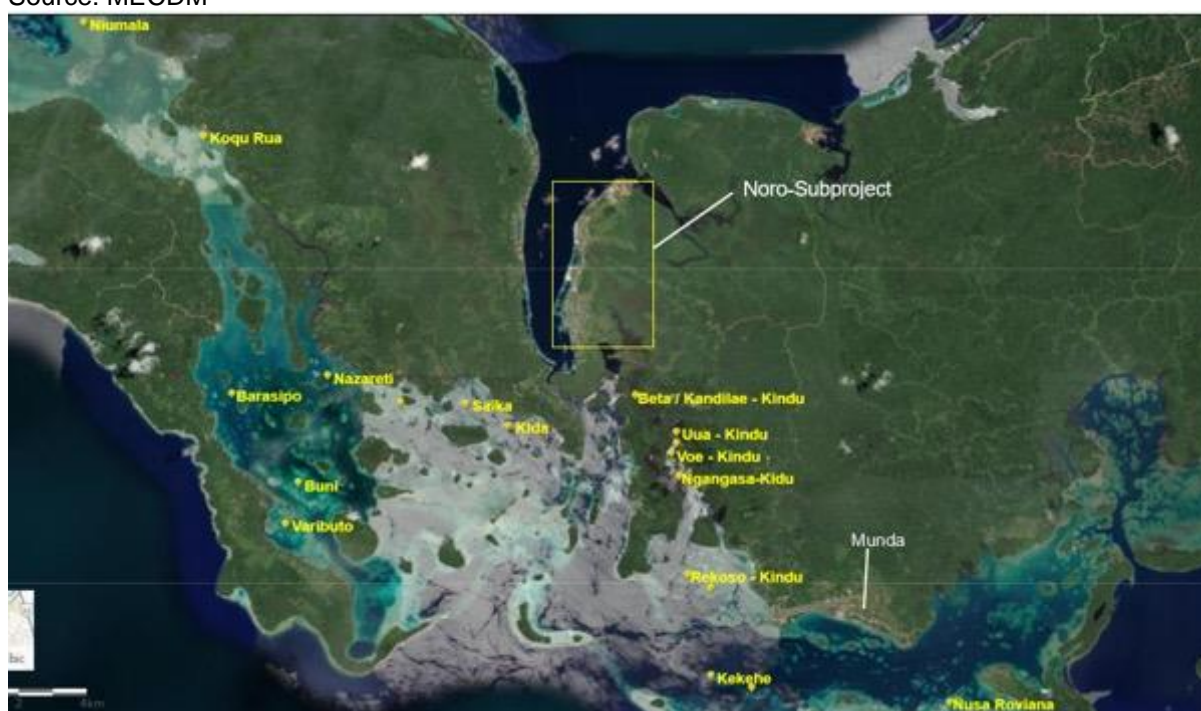 Source: MECDM
Niumala
Koqu Rua
Noro-Subproject
Nazareti
Barasipo
Beta / Kandilae - Kindu
Kida
Uua - Kindu
Voe - Kindu
Ngangasa-Kidu
Buni
Vaributo
Munda
Rekoso - Kindu
Kekehe
4km
Nusa Roviana